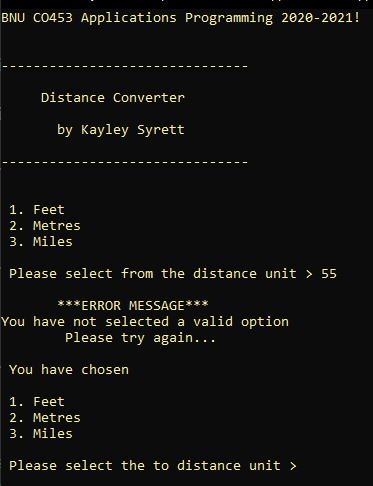 BNU CO453 Applications Programming 2020-2021!
-------------------------------
Distance Converter
by Kayley Syrett
-------------------------------
1. Feet
2. Metres
3. Miles
Please select from the distance unit > 55
***ERROR MESSAGE***
You have not selected a valid option
Please try again...
You have chosen
1. Feet
2. Metres
3. Miles
Please select the to distance unit >